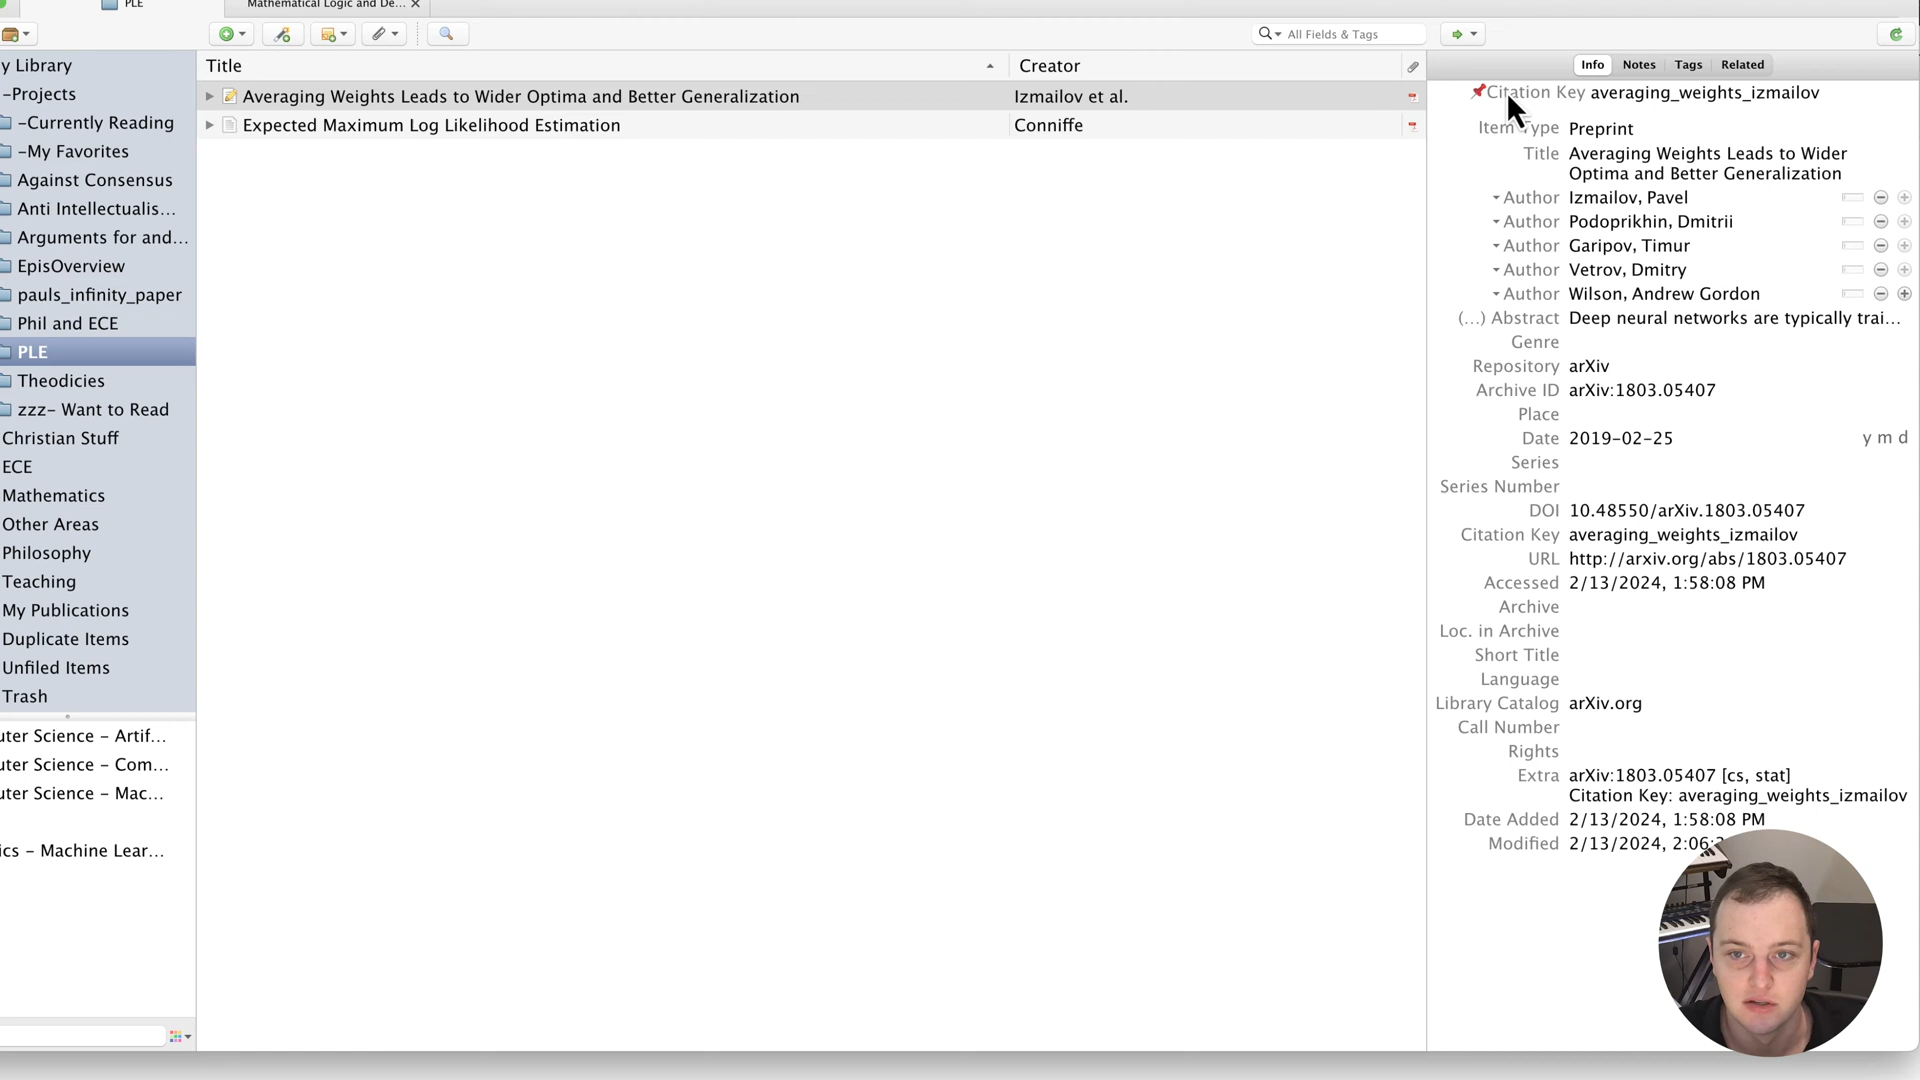 PLE
Mathematical Logic and De...
All Fields & Tags
y Library
-Projects
-Currently Reading
-My Favorites
Against Consensus
Anti Intellectualis...
Arguments for and...
EpisOverview
pauls_infinity_paper
Phil and ECE
PLE
Theodicies
zzz- Want to Read
Christian Stuff
ECE
Mathematics
Other Areas
Philosophy
Teaching
My Publications
Duplicate Items
Unfiled Items
Trash
uter Science - Artif...
uter Science - Com...
uter Science - Mac...
ics - Machine Lear...
Title Creator
Averaging Weights Leads to Wider Optima and Better Generalization Izmailov et al.
Expected Maximum Log Likelihood Estimation Conniffe
Info Notes Tags Related
Citation Key averaging_weights_izmailov
Item Type Preprint
Title Averaging Weights Leads to Wider
Optima and Better Generalization
Author Izmailov, Pavel
Author Podoprikhin, Dmitrii
Author Garipov, Timur
Author Vetrov, Dmitry
Author Wilson, Andrew Gordon
(...) Abstract Deep neural networks are typically trai...
Genre
Repository arXiv
Archive ID arXiv:1803.05407
Place
Date 2019-02-25 y m d
Series
Series Number
DOI 10.48550/arXiv.1803.05407
Citation Key averaging_weights_izmailov
URL http://arxiv.org/abs/1803.05407
Accessed 2/13/2024, 1:58:08 PM
Archive
Loc. in Archive
Short Title
Language
Library Catalog arXiv.org
Call Number
Rights
Extra arXiv:1803.05407 [cs, stat]
Citation Key: averaging_weights_izmailov
Date Added 2/13/2024, 1:58:08 PM
Modified 2/13/2024, 2:06: